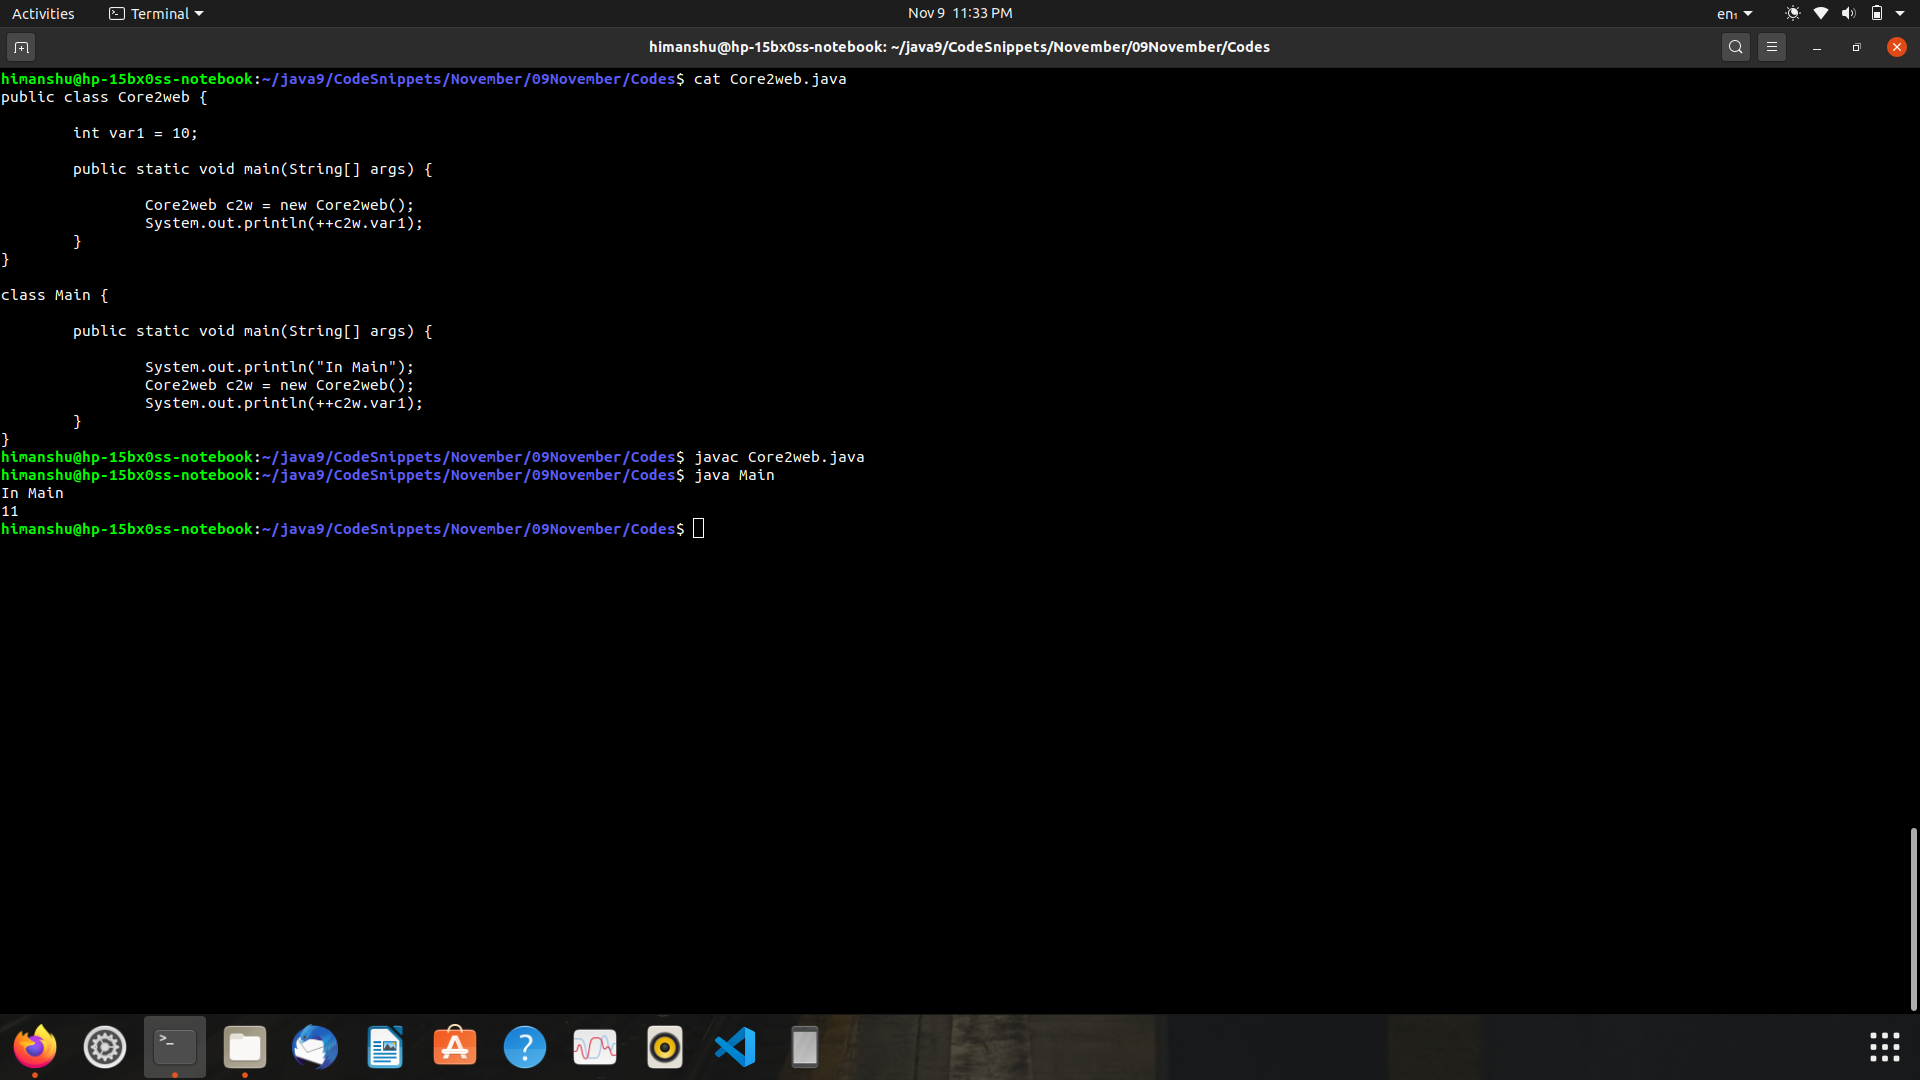 Activities Terminal Nov 9 11:33 PM en₁
himanshu@hp-15bx0ss-notebook: ~/java9/CodeSnippets/November/09November/Codes
himanshu@hp-15bx0ss-notebook:~/java9/CodeSnippets/November/09November/Codes$ cat Core2web.java
public class Core2web {
int var1 = 10;
public static void main(String[] args) {
Core2web c2w = new Core2web();
System.out.println(++c2w.var1);
}
}
class Main {
public static void main(String[] args) {
System.out.println("In Main");
Core2web c2w = new Core2web();
System.out.println(++c2w.var1);
}
}
himanshu@hp-15bx0ss-notebook:~/java9/CodeSnippets/November/09November/Codes$ javac Core2web.java
himanshu@hp-15bx0ss-notebook:~/java9/CodeSnippets/November/09November/Codes$ java Main
In Main
11
himanshu@hp-15bx0ss-notebook:~/java9/CodeSnippets/November/09November/Codes$